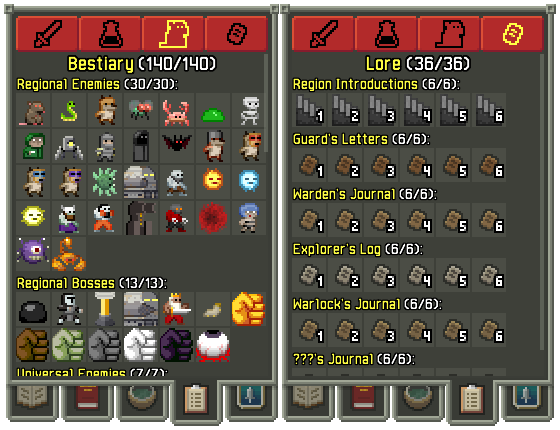 Bestiary (140/140)
Regional Enemies (30/30):
Regional Bosses (13/13):
Universal Enemies (7/7):
Lore (36/36)
Region Introductions (6/6):
1 2 3 4 5 6
Guard's Letters (6/6):
1 2 3 4 5 6
Warden's Journal (6/6):
1 2 3 4 5 6
Explorer's Log (6/6):
1 2 3 4 5 6
Warlock's Journal (6/6):
1 2 3 4 5 6
???'s Journal (6/6):